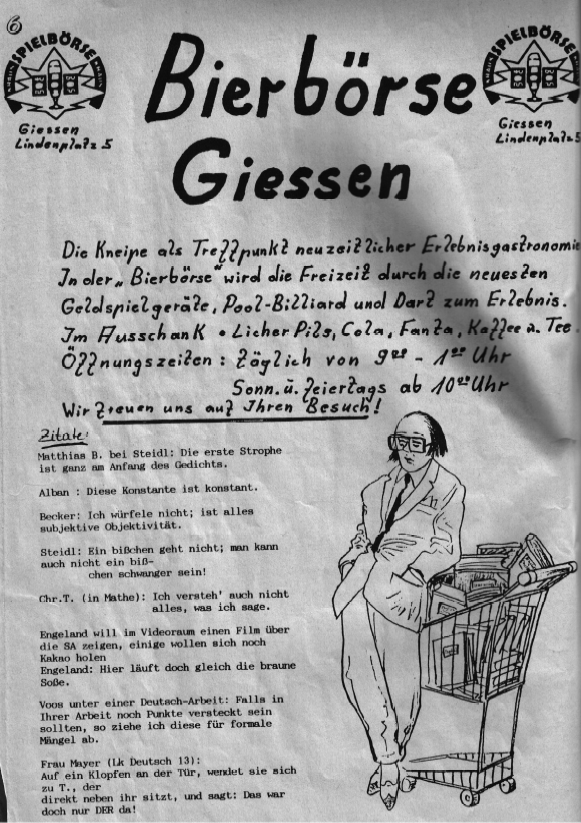 6
SPIELBÖRSE
SPIELBÖRSE
Giessen
Lindenplatz 5
Giessen
Lindenplatz 5
Bierbörse
Giessen
Die Kneipe als Treffpunkt neuzeitlicher Erlebnisgastronomie
In der „Bierbörse" wird die Freizeit durch die neuesten
Geldspielgeräte, Pool-Billiard und Dart zum Erlebnis.
Im Ausschank • Licher Pils, Cola, Fanta, Kaffee u. Tee.
Öffnungszeiten: täglich von 9⁰⁰ - 1⁰⁰ Uhr
Sonn. u. Feiertags ab 10⁰⁰ Uhr
Wir freuen uns auf Ihren Besuch!
Zitate:
Matthias B. bei Steidl: Die erste Strophe
ist ganz am Anfang des Gedichts.
Alban : Diese Konstante ist konstant.
Becker: Ich würfele nicht; ist alles
subjektive Objektivität.
Steidl: Ein bißchen geht nicht; man kann
auch nicht ein biß-
chen schwanger sein!
Chr.T. (in Mathe): Ich versteh' auch nicht
alles, was ich sage.
Engeland will im Videoraum einen Film über
die SA zeigen, einige wollen sich noch
Kakao holen
Engeland: Hier läuft doch gleich die braune
Soße.
Voos unter einer Deutsch-Arbeit: Falls in
Ihrer Arbeit noch Punkte versteckt sein
sollten, so ziehe ich diese für formale
Mängel ab.
Frau Mayer (Lk Deutsch 13):
Auf ein Klopfen an der Tür, wendet sie sich
zu T., der
direkt neben ihr sitzt, und sagt: Das war
doch nur DER da!